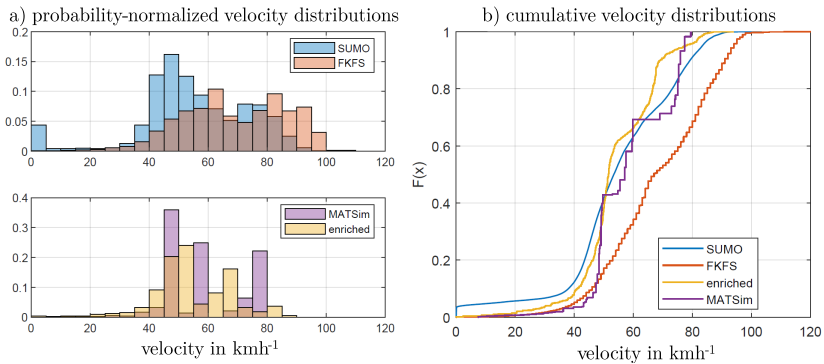 a) probability-normalized velocity distributions
0.2
0.15
0.1
0.05
0
0 20 40 60 80 100 120
SUMO
FKFS
0.4
0.3
0.2
0.1
0
0 20 40 60 80 100 120
MATSim
enriched
velocity in kmh-1
b) cumulative velocity distributions
1
0.8
0.6
0.4
0.2
0
F(x)
0 20 40 60 80 100 120
SUMO
FKFS
enriched
MATSim
velocity in kmh-1